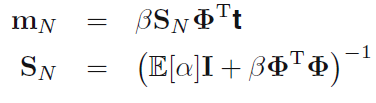 m_N = βS_NΦ^T t
S_N = (𝔼[α]I + βΦ^TΦ)^−1